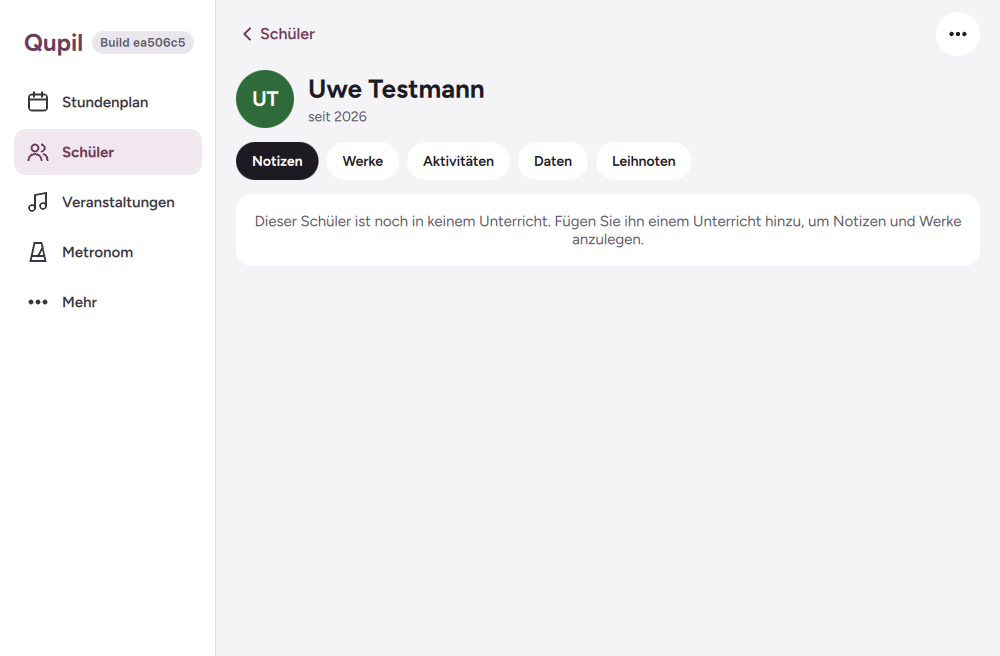 Qupil Build ea506c5
Stundenplan
Schüler
Veranstaltungen
Metronom
Mehr
Schüler
UT
Uwe Testmann
seit 2026
Notizen Werke Aktivitäten Daten Leihnoten
Dieser Schüler ist noch in keinem Unterricht. Fügen Sie ihn einem Unterricht hinzu, um Notizen und Werke
anzulegen.